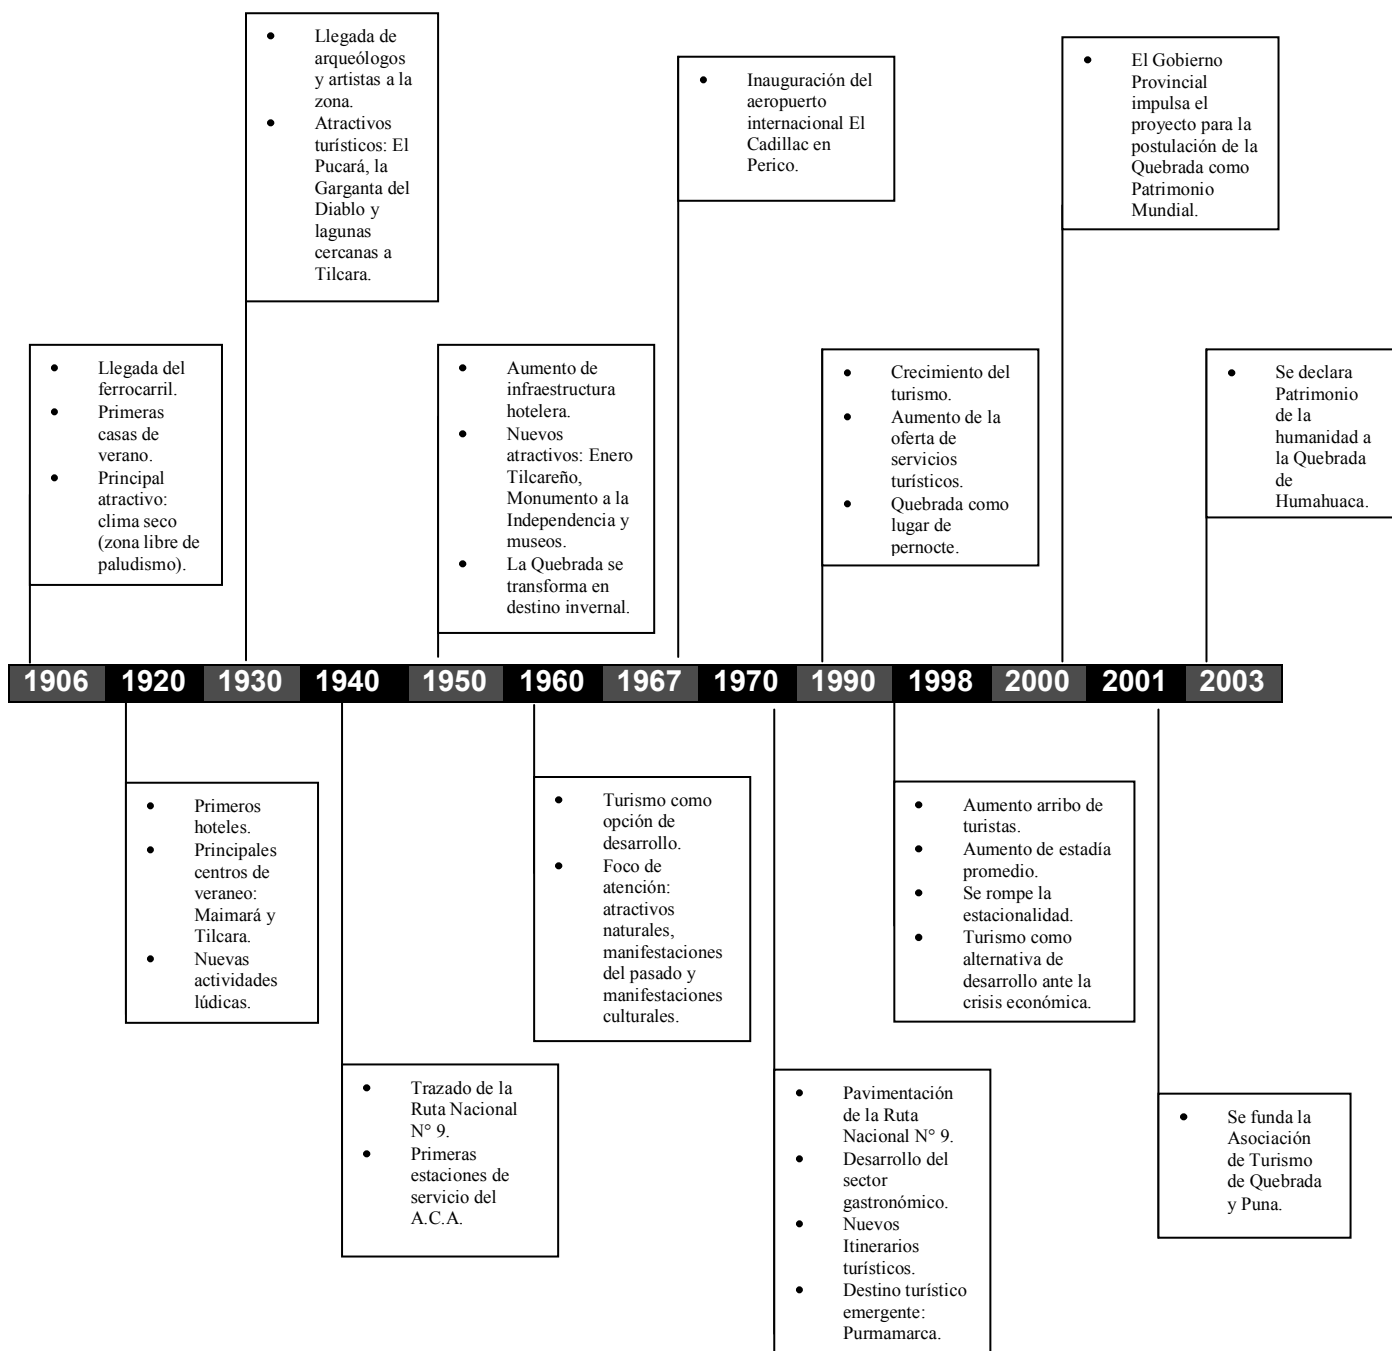 Llegada de
arqueólogos
y artistas a la
zona.
Atractivos
turísticos: El
Pucará, la
Garganta del
Diablo y
lagunas
cercanas a
Tilcara.
Inauguración del
aeropuerto
internacional El
Cadillac en
Perico.
El Gobierno
Provincial
impulsa el
proyecto para la
postulación de la
Quebrada como
Patrimonio
Mundial.
Llegada del
ferrocarril.
Primeras
casas de
verano.
Principal
atractivo:
clima seco
(zona libre de
paludismo).
Aumento de
infraestructura
hotelera.
Nuevos
atractivos: Enero
Tilcareño,
Monumento a la
Independencia y
museos.
La Quebrada se
transforma en
destino invernal.
Crecimiento del
turismo.
Aumento de la
oferta de
servicios
turísticos.
Quebrada como
lugar de
pernocte.
Se declara
Patrimonio
de la
humanidad a
la Quebrada
de
Humahuaca.
1906 1920 1930 1940 1950 1960 1967 1970 1990 1998 2000 2001 2003
Primeros
hoteles.
Principales
centros de
veraneo:
Maimará y
Tilcara.
Nuevas
actividades
lúdicas.
Turismo como
opción de
desarrollo.
Foco de
atención:
atractivos
naturales,
manifestaciones
del pasado y
manifestaciones
culturales.
Aumento arribo de
turistas.
Aumento de estadía
promedio.
Se rompe la
estacionalidad.
Turismo como
alternativa de
desarrollo ante la
crisis económica.
Trazado de la
Ruta Nacional
N° 9.
Primeras
estaciones de
servicio del
A.C.A.
Pavimentación
de la Ruta
Nacional N° 9.
Desarrollo del
sector
gastronómico.
Nuevos
Itinerarios
turísticos.
Destino turístico
emergente:
Purmamarca.
Se funda la
Asociación
de Turismo
de Quebrada
y Puna.